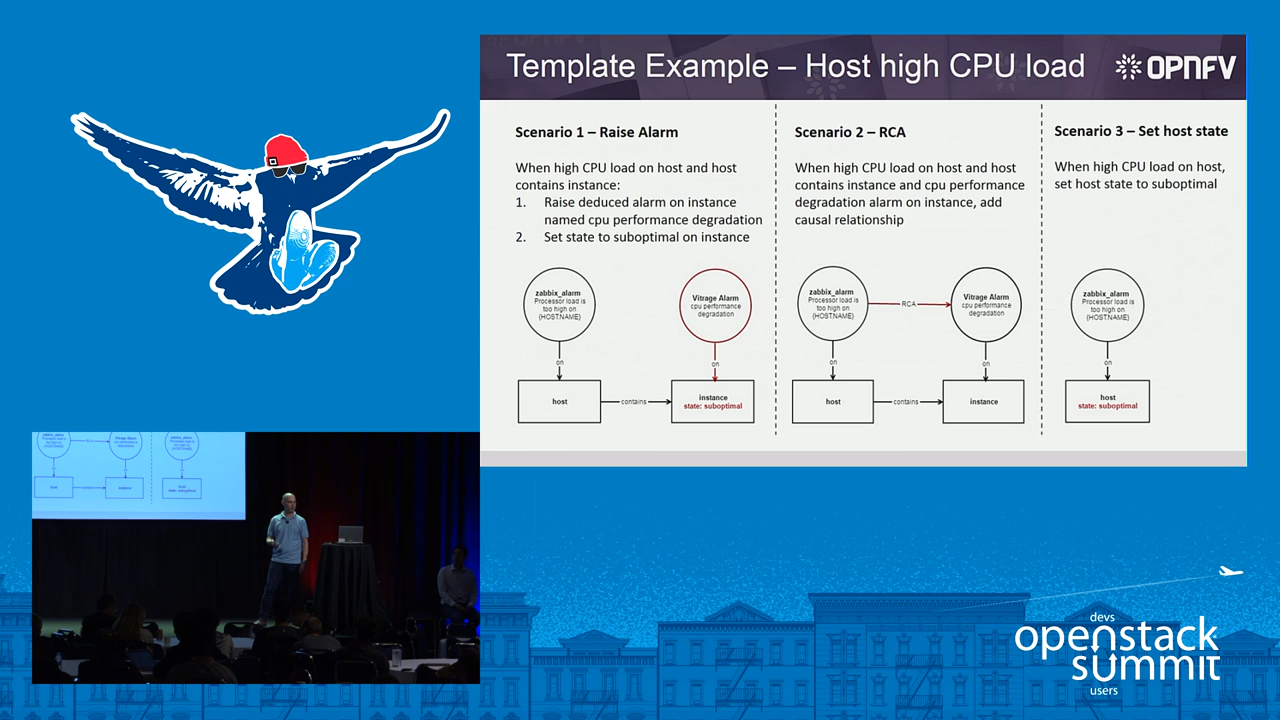 Template Example – Host high CPU load
OPNFV
Scenario 1 – Raise Alarm
When high CPU load on host and host
contains instance:
1. Raise deduced alarm on instance
named cpu performance degradation
2. Set state to suboptimal on instance
zabbix_alarm
Processor load is
too high on
{HOSTNAME}
on
host
contains
Vitrage Alarm
cpu performance
degradation
on
instance
state: suboptimal
Scenario 2 – RCA
When high CPU load on host and host
contains instance and cpu performance
degradation alarm on instance, add
causal relationship
zabbix_alarm
Processor load is
too high on
{HOSTNAME}
RCA
Vitrage Alarm
cpu performance
degradation
on
on
host
contains
instance
Scenario 3 – Set host state
When high CPU load on host,
set host state to suboptimal
zabbix_alarm
Processor load is
too high on
{HOSTNAME}
on
host
state: suboptimal
host
instance
devs
openstack
summit
users